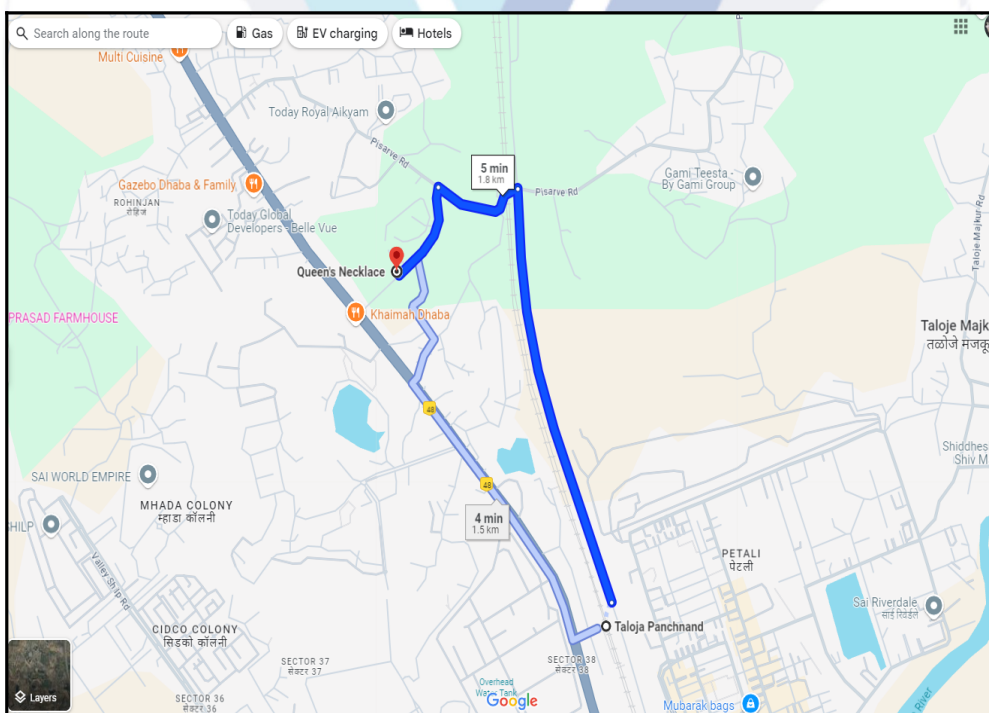 Search along the route
Gas
EV charging
Hotels
Multi Cuisine
Today Royal Aikyam
Pisarve Rd
5 min
1.8 km
Pisarve Rd
Gami Teesta -
By Gami Group
Gazebo Dhaba & Family
ROHINJAN
रोहिंज
Today Global
Developers - Belle Vue
Taloje Majkur Rd
Queen's Necklace
Khaimah Dhaba
PRASAD FARMHOUSE
Taloje Majk
तळोजे मजकू
48
Shiddhes
Shiv M
SAI WORLD EMPIRE
48
MHADA COLONY
म्हाडा कॉलनी
4 min
1.5 km
HILP
Valley Shilp Rd
PETALI
पेटली
Sai Riverdale
साई रिवर्डेल
Taloja Panchnand
CIDCO COLONY
सिडको कॉलनी
SECTOR 37
सेक्टर 37
SECTOR 38
सेक्टर 38
Layers
SECTOR 36
सेक्टर 36
Overhead
Water Tank
Google
Mubarak bags
River